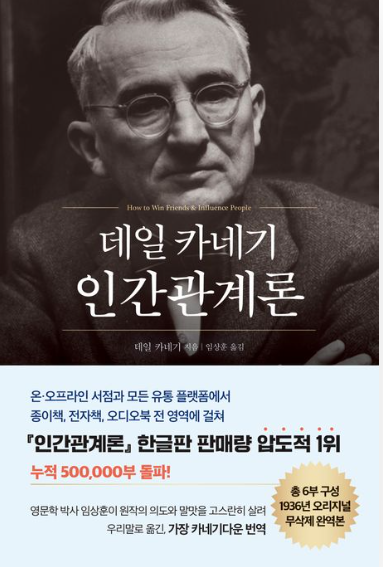 How to Win Friends & Influence People
데일 카네기
인간관계론
데일 카네기 지음 | 임상훈 옮김
온·오프라인 서점과 모든 유통 플랫폼에서
종이책, 전자책, 오디오북 전 영역에 걸쳐
『인간관계론』 한글판 판매량 압도적 1위
누적 500,000부 돌파!
영문학 박사 임상훈이 원작의 의도와 말맛을 고스란히 살려
우리말로 옮긴, 가장 카네기다운 번역
총 6부 구성
1936년 오리지널
무삭제 완역본